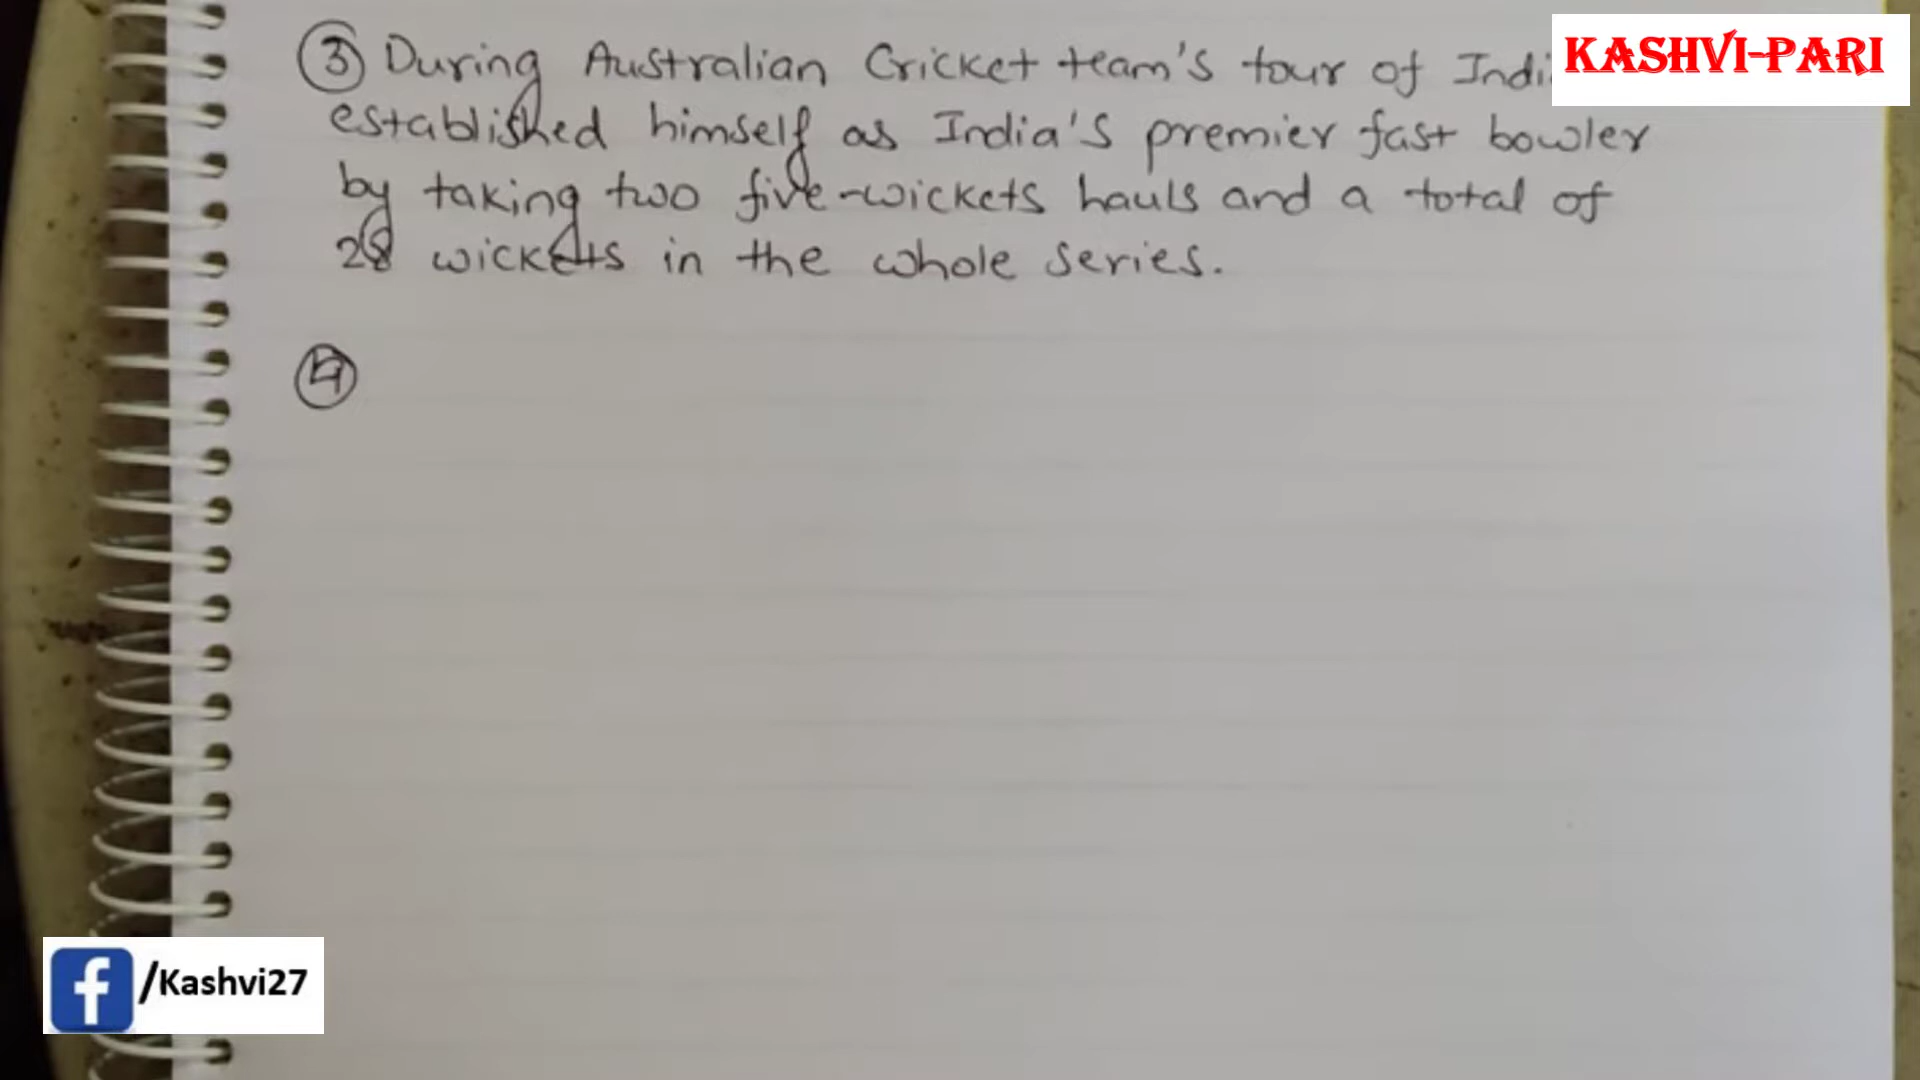 KASHVI-PARI
③ During Australian Cricket team's tour of Indi
established himself as India's premier fast bowler
by taking two five-wickets hauls and a total of
28 wickets in the whole series.
④
/Kashvi27